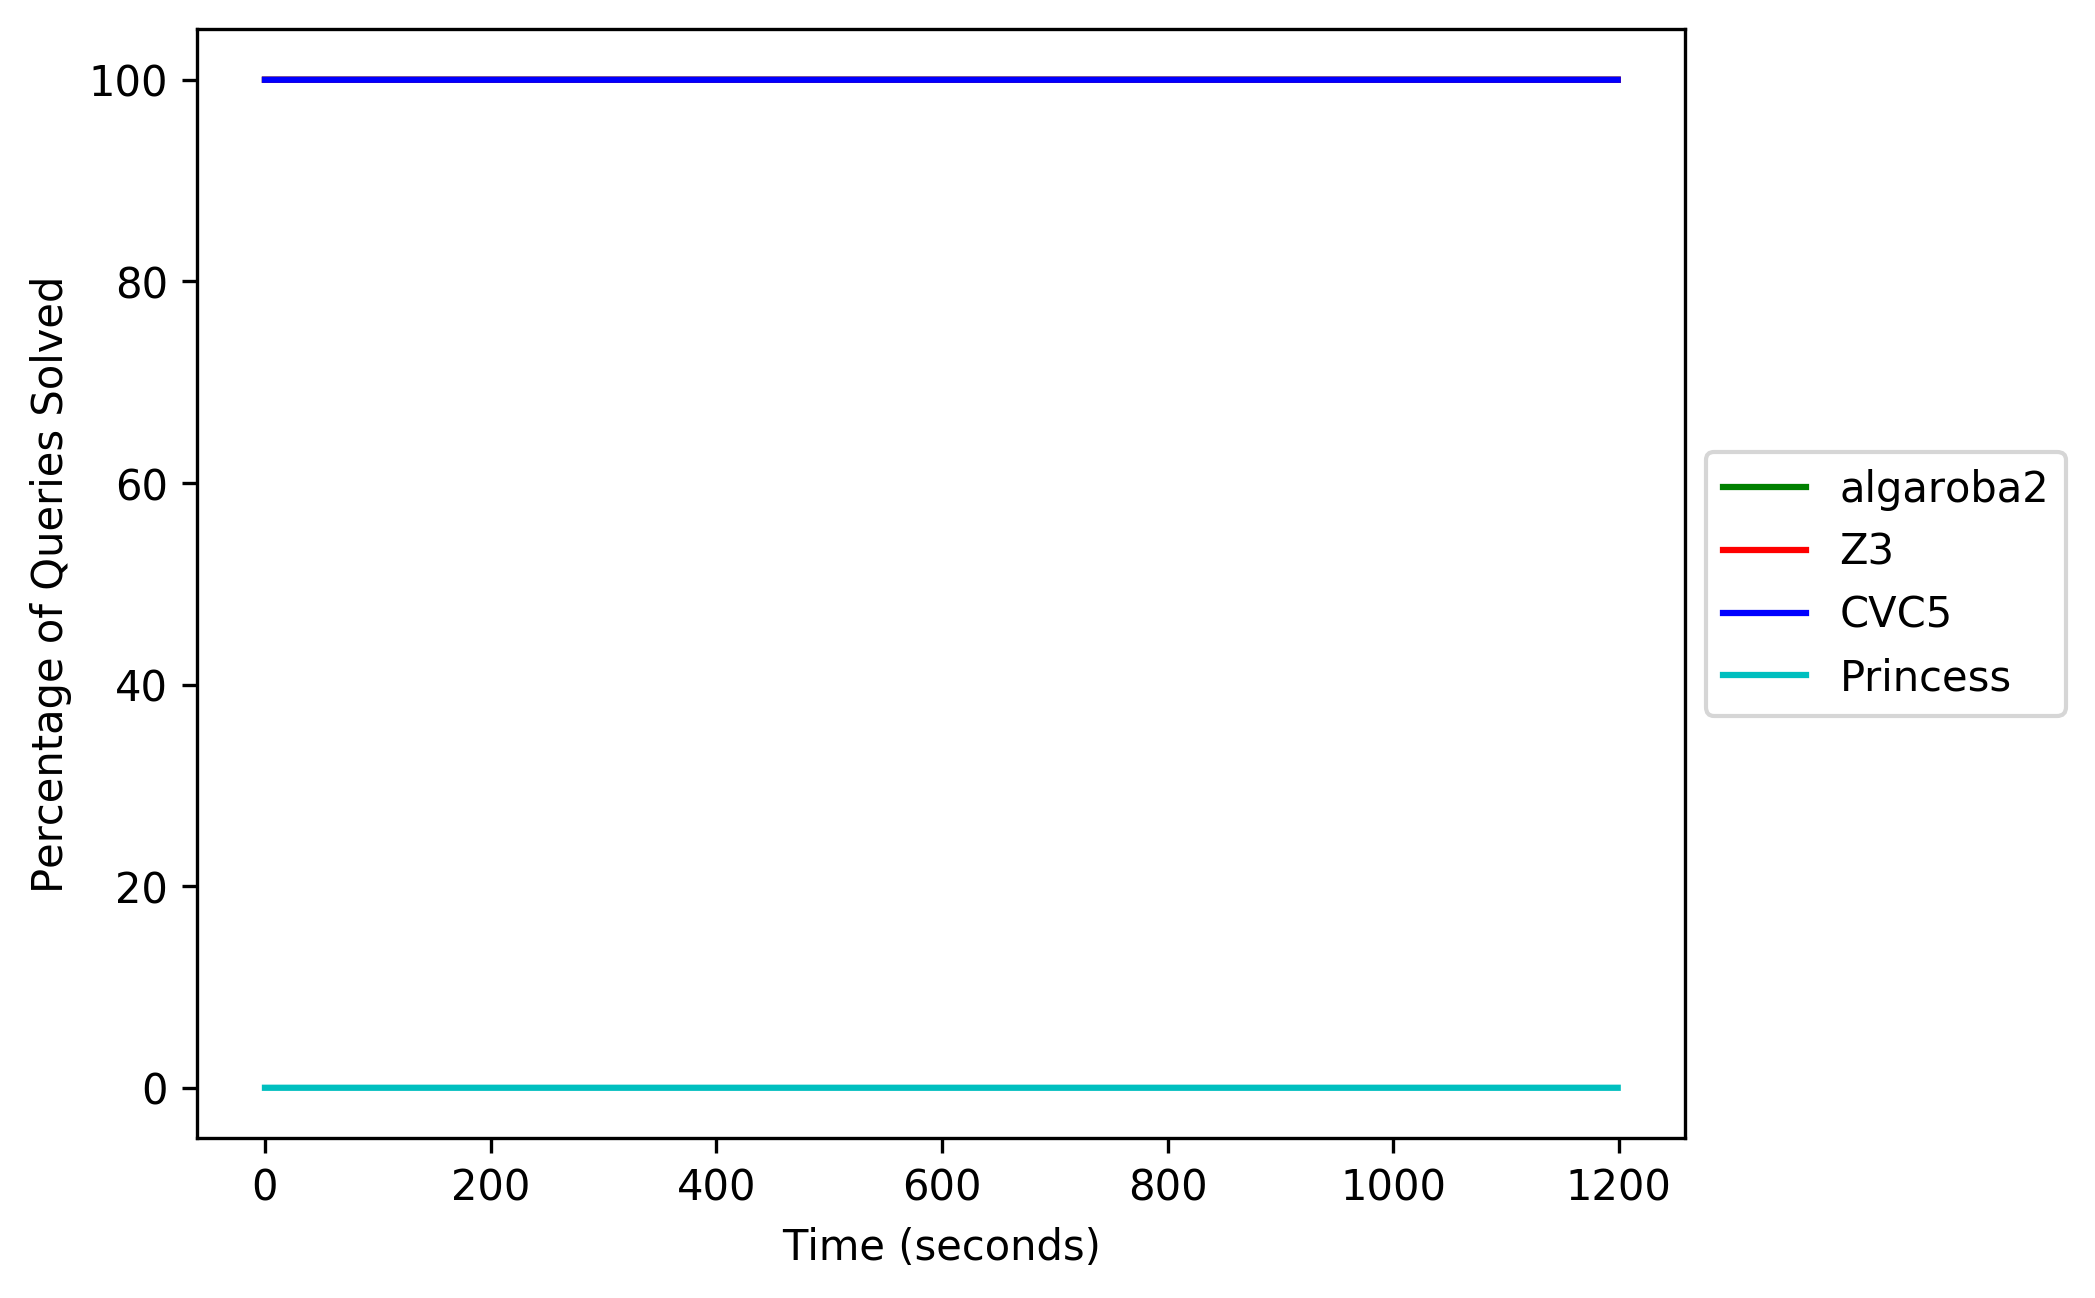 Percentage of Queries Solved
100
80
60
40
20
0
0 200 400 600 800 1000 1200
Time (seconds)
algaroba2
Z3
CVC5
Princess